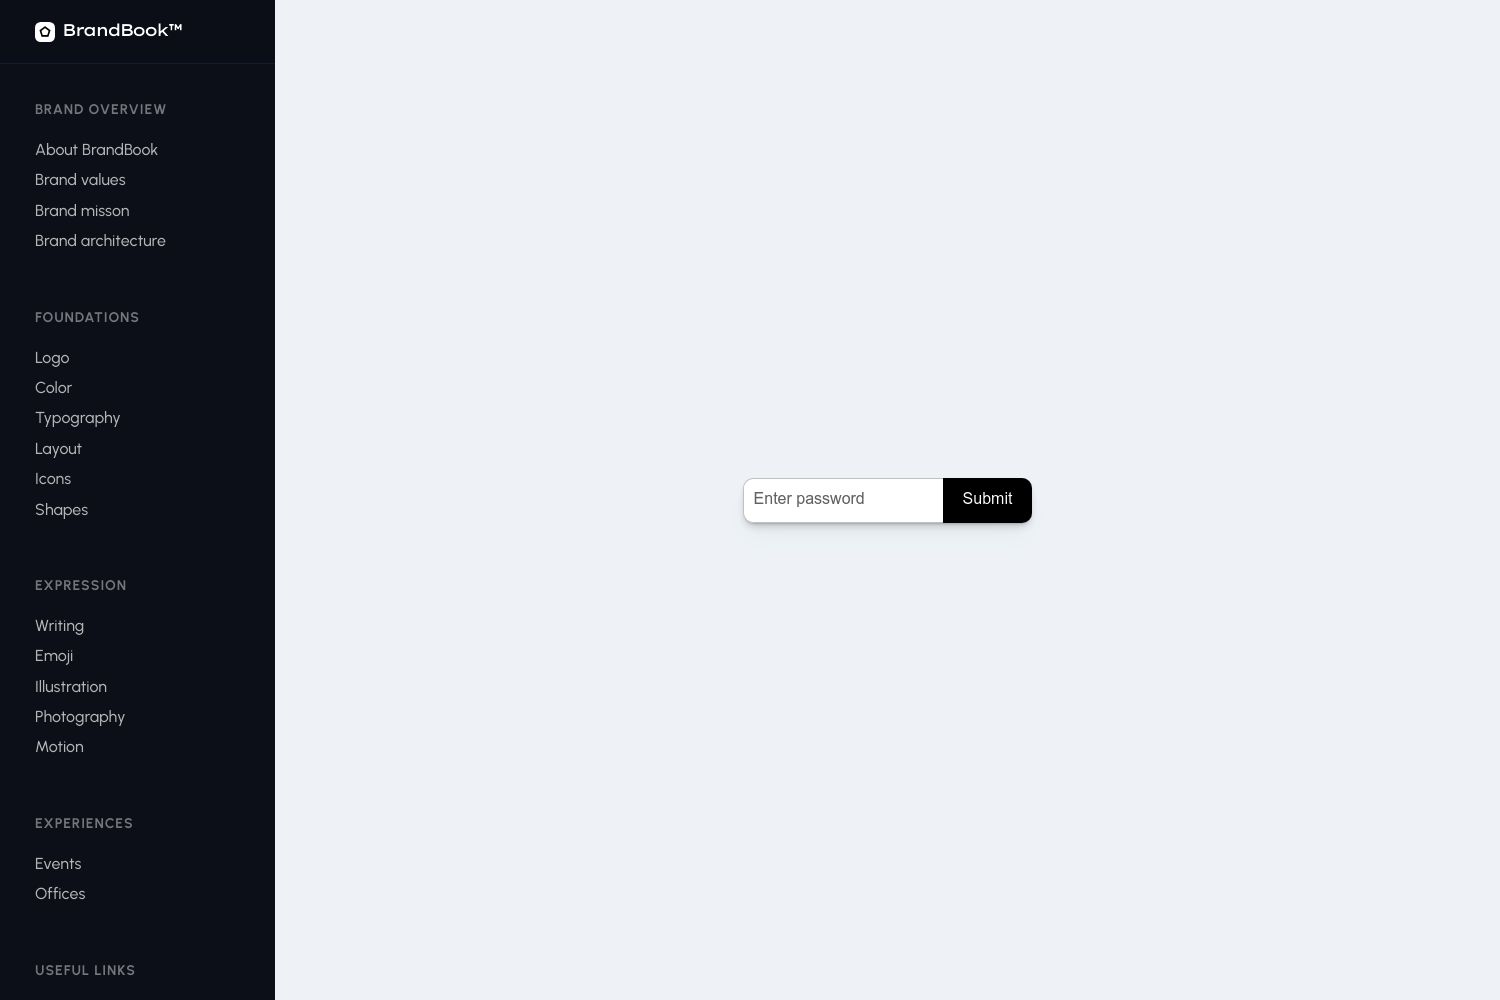 BrandBook™
BRAND OVERVIEW
About BrandBook
Brand values
Brand misson
Brand architecture
FOUNDATIONS
Logo
Color
Typography
Layout
Icons
Shapes
EXPRESSION
Writing
Emoji
Illustration
Photography
Motion
EXPERIENCES
Events
Offices
USEFUL LINKS
Enter password
Submit